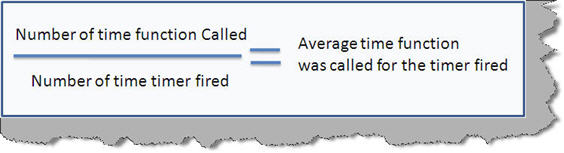 Number of time function Called
Number of time timer fired
=
Average time function
was called for the timer fired